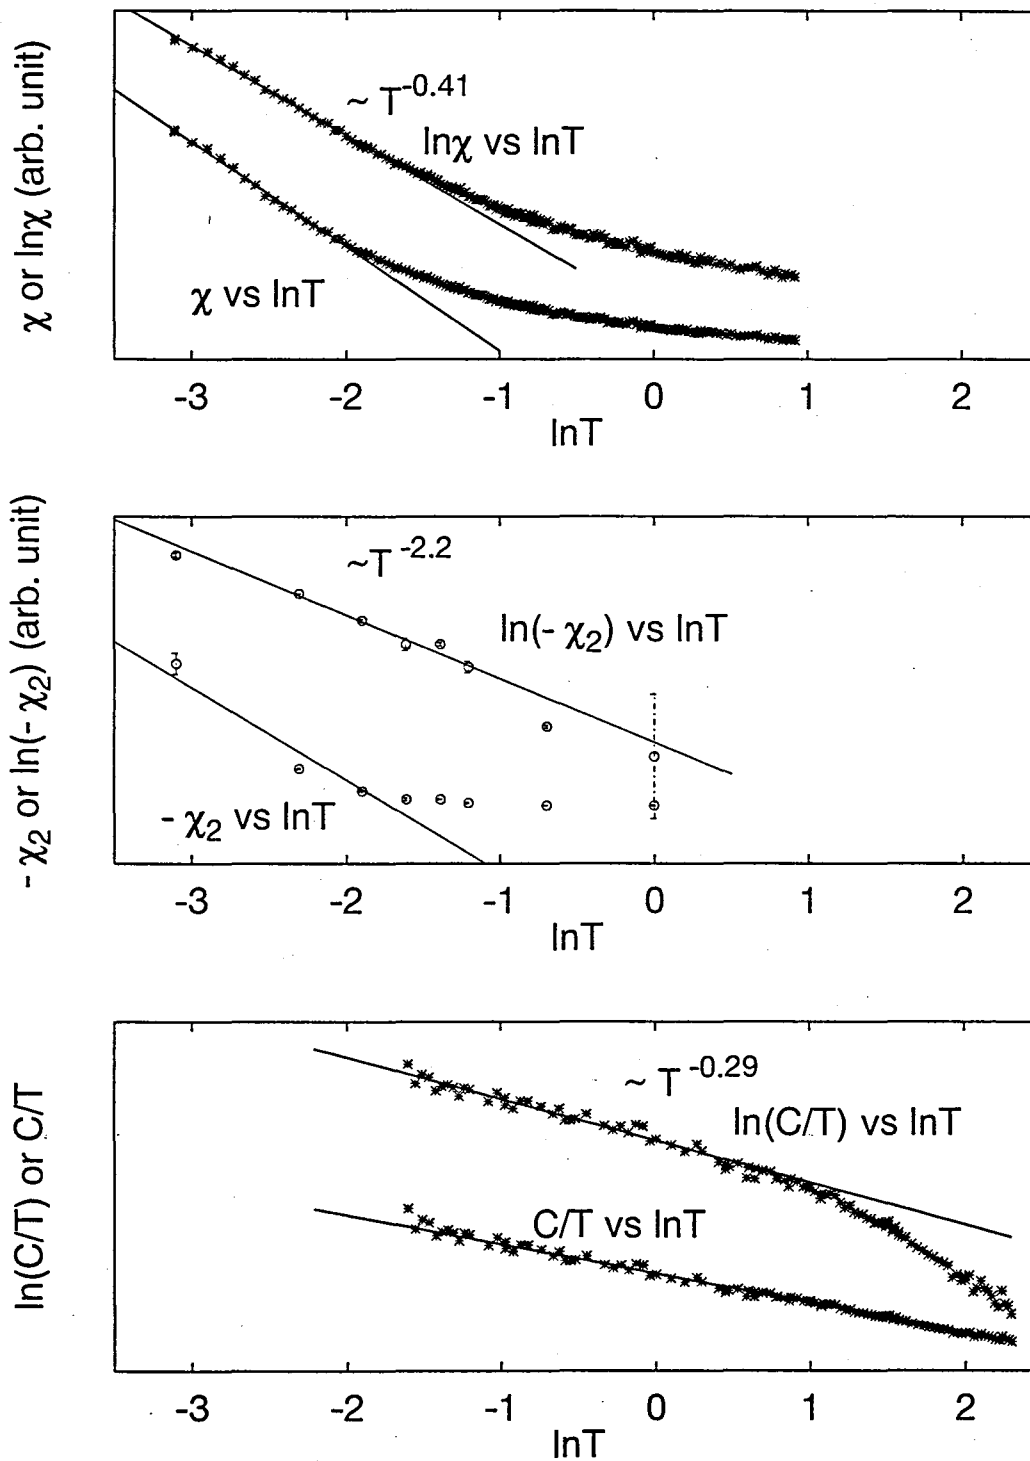 χ or lnχ (arb. unit)
~ T^-0.41
lnχ vs lnT
χ vs lnT
-3 -2 -1 0 1 2
lnT
- χ₂ or ln(- χ₂) (arb. unit)
~T^-2.2
ln(- χ₂) vs lnT
- χ₂ vs lnT
-3 -2 -1 0 1 2
lnT
ln(C/T) or C/T
~ T^-0.29
ln(C/T) vs lnT
C/T vs lnT
-3 -2 -1 0 1 2
lnT